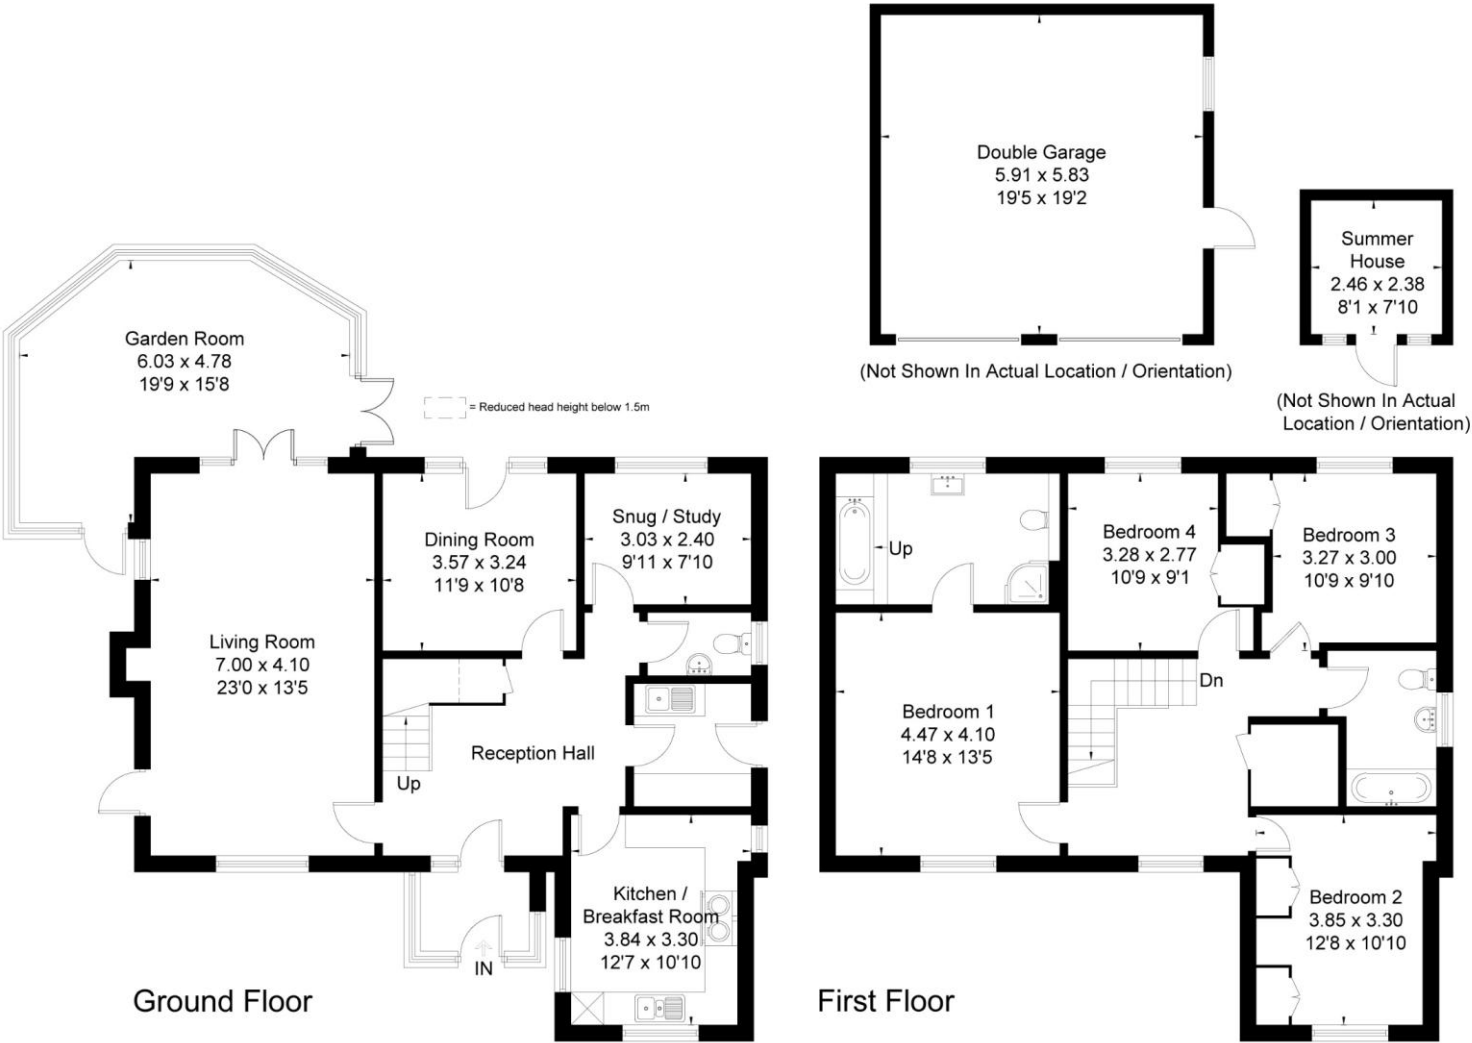 Double Garage
5.91 x 5.83
19'5 x 19'2
(Not Shown In Actual Location / Orientation)
Summer
House
2.46 x 2.38
8'1 x 7'10
(Not Shown In Actual
Location / Orientation)
Garden Room
6.03 x 4.78
19'9 x 15'8
= Reduced head height below 1.5m
Dining Room
3.57 x 3.24
11'9 x 10'8
Snug / Study
3.03 x 2.40
9'11 x 7'10
Living Room
7.00 x 4.10
23'0 x 13'5
Reception Hall
Up
Kitchen /
Breakfast Room
3.84 x 3.30
12'7 x 10'10
IN
Ground Floor
Up
Bedroom 4
3.28 x 2.77
10'9 x 9'1
Bedroom 3
3.27 x 3.00
10'9 x 9'10
Dn
Bedroom 1
4.47 x 4.10
14'8 x 13'5
Bedroom 2
3.85 x 3.30
12'8 x 10'10
First Floor